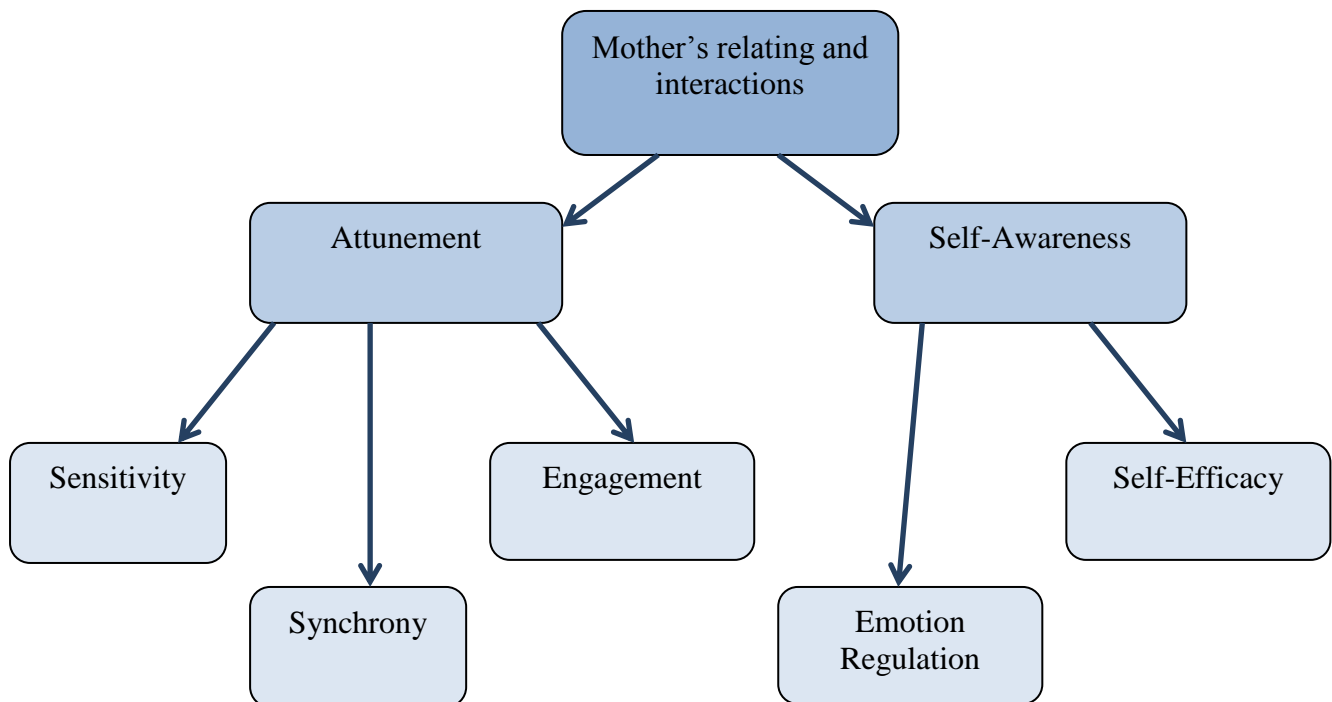 Mother’s relating and
interactions
Attunement
Self-Awareness
Sensitivity
Engagement
Self-Efficacy
Synchrony
Emotion
Regulation